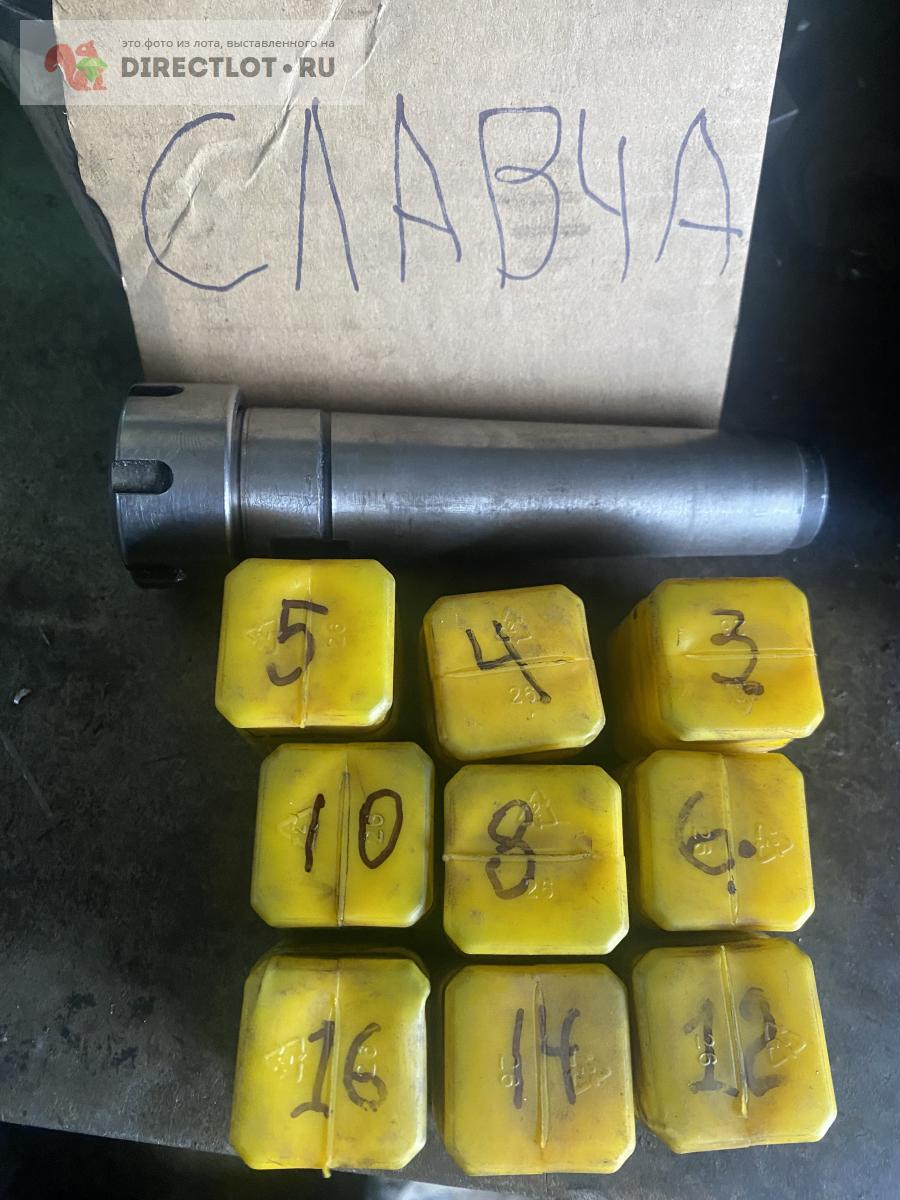 это фото из лота, выставленного на
DIRECTLOT • RU
СЛАВЧА
5 4 3
10 8 6.
16 14 12